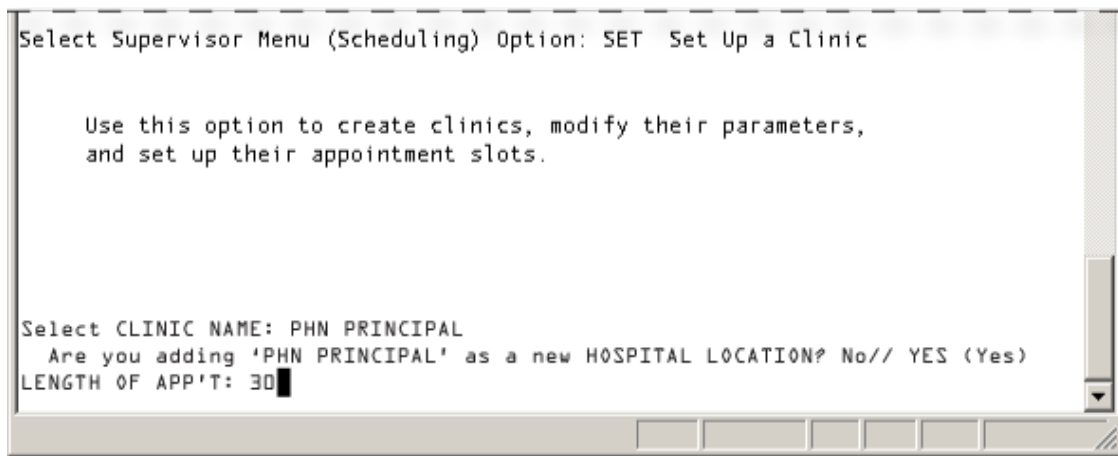 Select Supervisor Menu (Scheduling) Option: SET  Set Up a Clinic
Use this option to create clinics, modify their parameters,
and set up their appointment slots.
Select CLINIC NAME: PHN PRINCIPAL
Are you adding 'PHN PRINCIPAL' as a new HOSPITAL LOCATION? No// YES (Yes)
LENGTH OF APP'T: 30